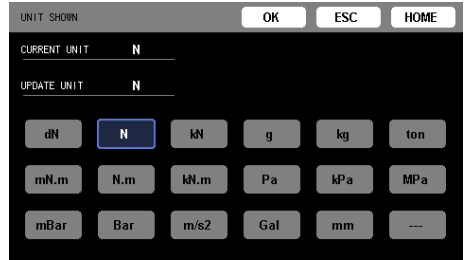 UNIT SHOWN OK ESC HOME
CURRENT UNIT N
UPDATE UNIT N
dN N kN g kg ton
mN.m N.m kN.m Pa kPa MPa
mBar Bar m/s2 Gal mm ---